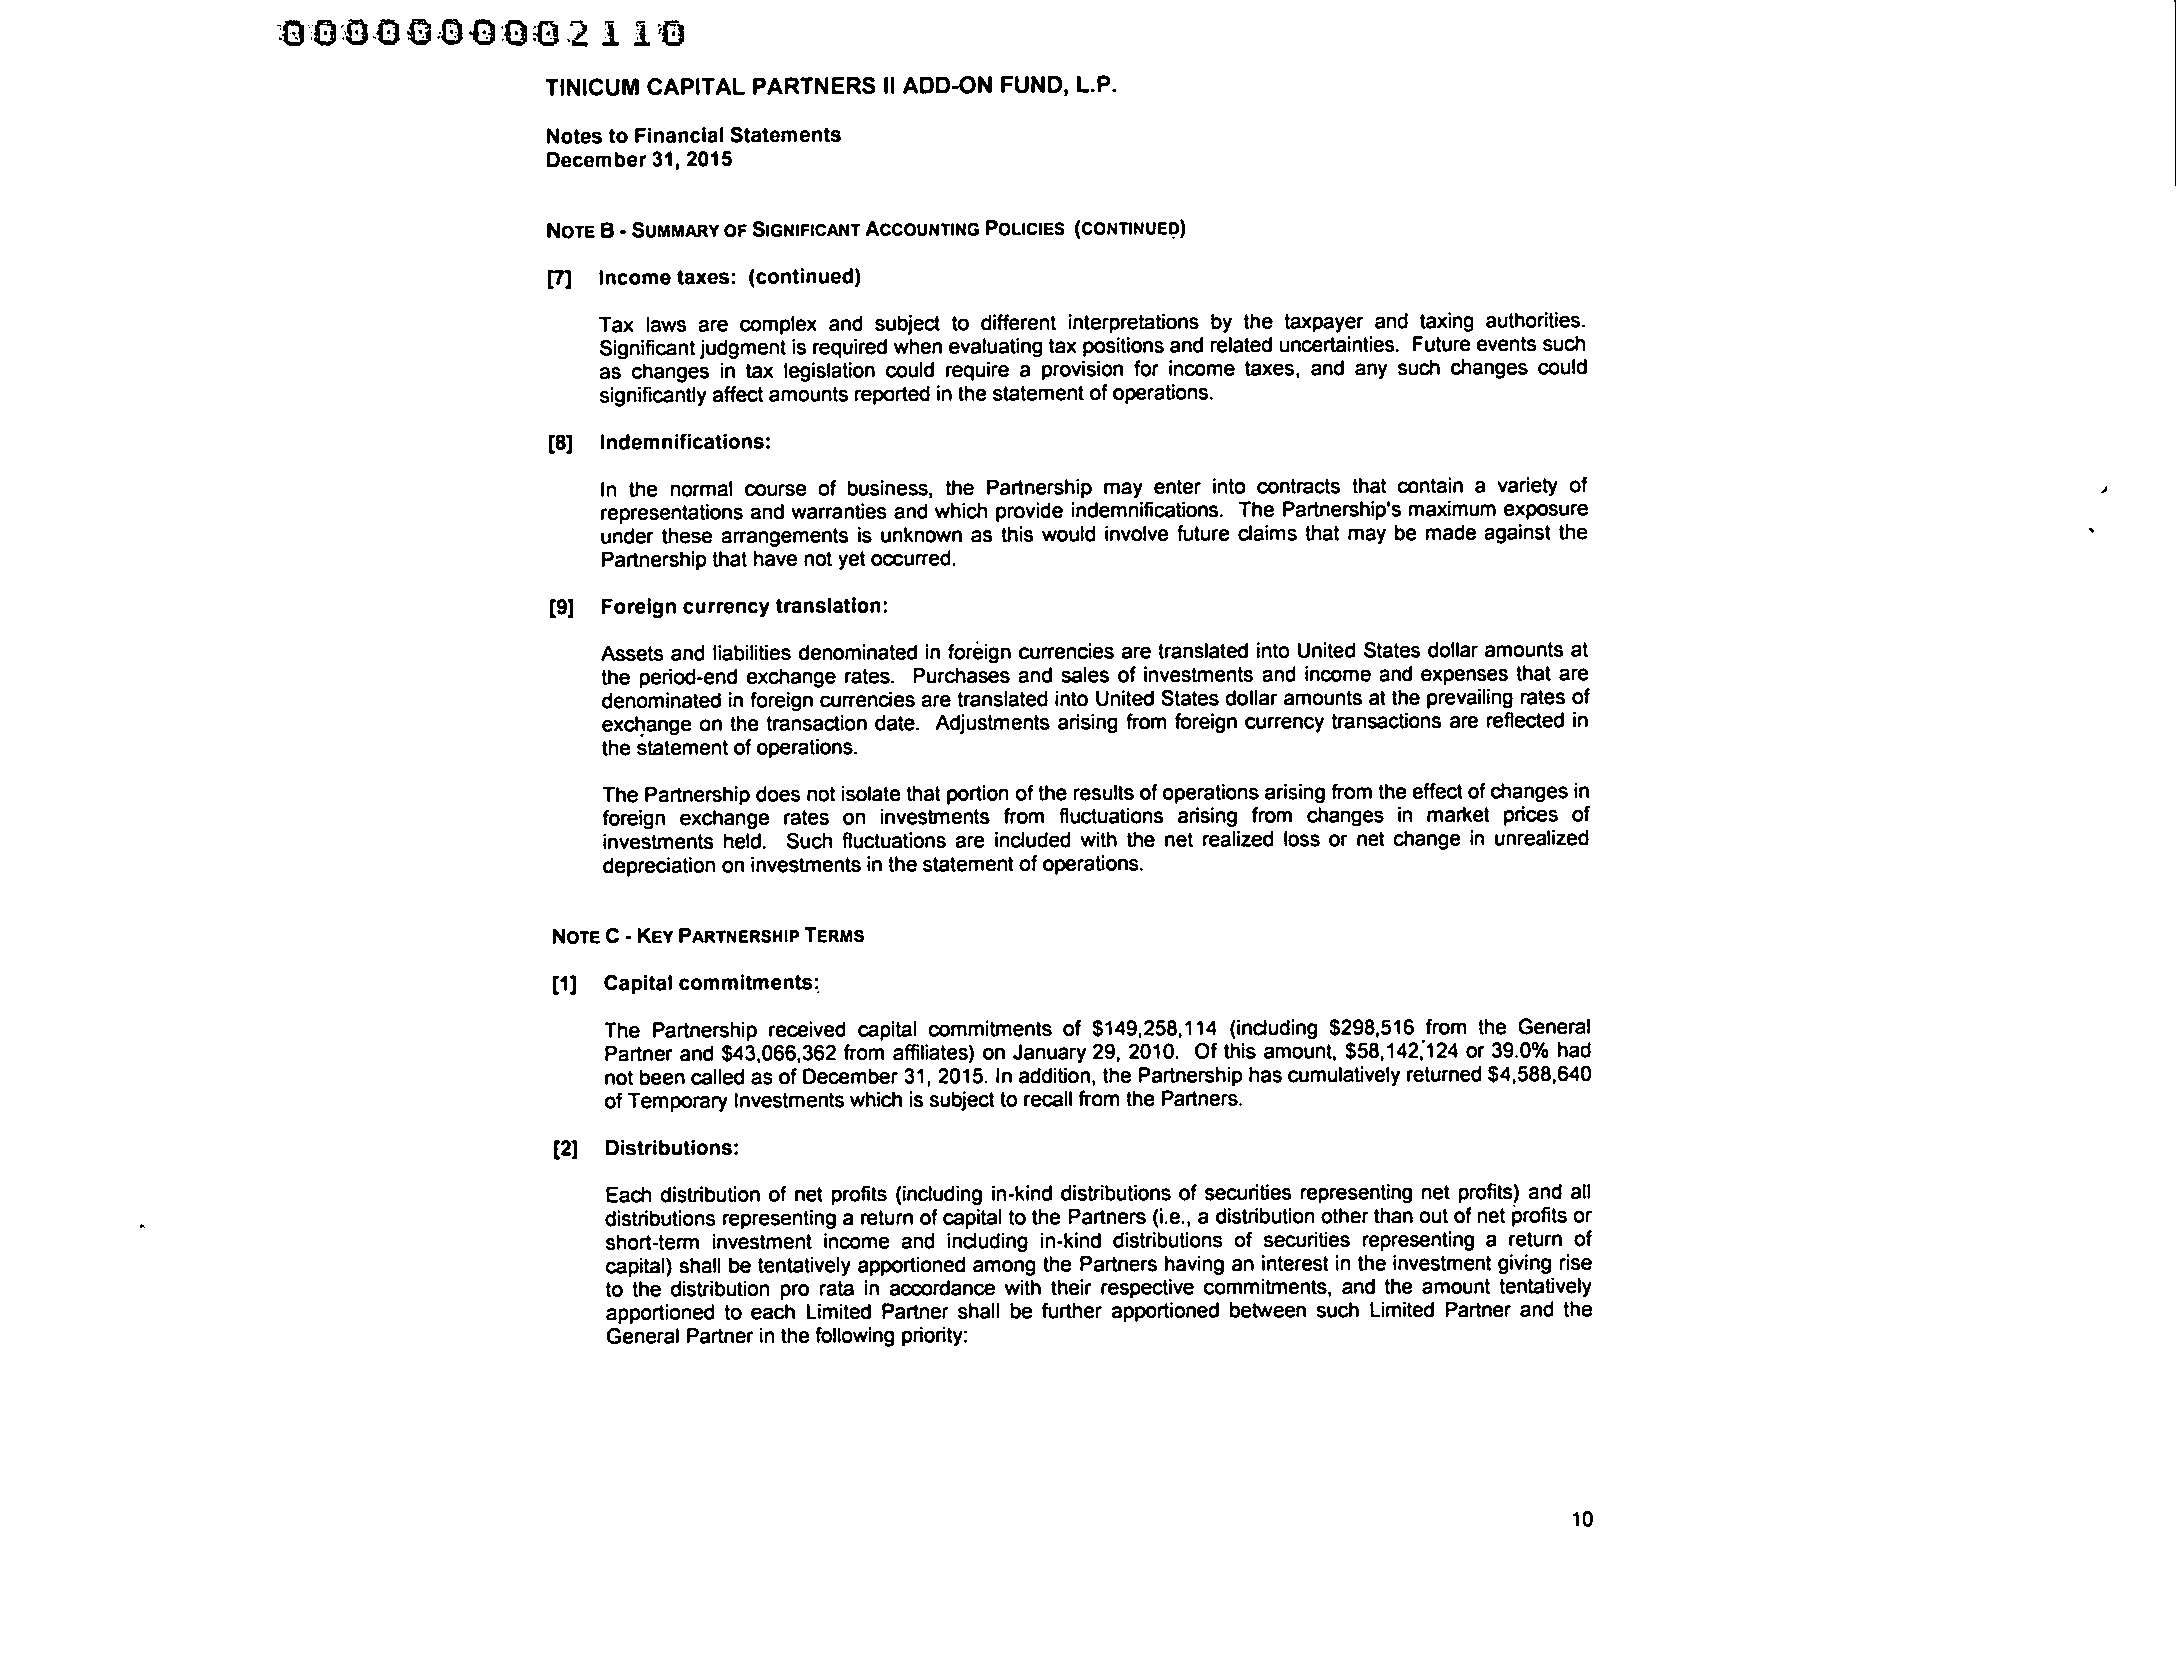 0000000002110
TINICUM CAPITAL PARTNERS II ADD-ON FUND, L.P.
Notes to Financial Statements
December 31, 2015
NOTE B - SUMMARY OF SIGNIFICANT ACCOUNTING POLICIES (CONTINUED)
[7] Income taxes: (continued)
Tax laws are complex and subject to different interpretations by the taxpayer and taxing authorities.
Significant judgment is required when evaluating tax positions and related uncertainties. Future events such
as changes in tax legislation could require a provision for income taxes, and any such changes could
significantly affect amounts reported in the statement of operations.
[8] Indemnifications:
In the normal course of business, the Partnership may enter into contracts that contain a variety of
representations and warranties and which provide indemnifications. The Partnership's maximum exposure
under these arrangements is unknown as this would involve future claims that may be made against the
Partnership that have not yet occurred.
[9] Foreign currency translation:
Assets and liabilities denominated in foreign currencies are translated into United States dollar amounts at
the period-end exchange rates. Purchases and sales of investments and income and expenses that are
denominated in foreign currencies are translated into United States dollar amounts at the prevailing rates of
exchange on the transaction date. Adjustments arising from foreign currency transactions are reflected in
the statement of operations.
The Partnership does not isolate that portion of the results of operations arising from the effect of changes in
foreign exchange rates on investments from fluctuations arising from changes in market prices of
investments held. Such fluctuations are included with the net realized loss or net change in unrealized
depreciation on investments in the statement of operations.
NOTE C - KEY PARTNERSHIP TERMS
[1] Capital commitments:
The Partnership received capital commitments of $149,258,114 (including $298,516 from the General
Partner and $43,066,362 from affiliates) on January 29, 2010. Of this amount, $58,142,124 or 39.0% had
not been called as of December 31, 2015. In addition, the Partnership has cumulatively returned $4,588,640
of Temporary Investments which is subject to recall from the Partners.
[2] Distributions:
Each distribution of net profits (including in-kind distributions of securities representing net profits) and all
distributions representing a return of capital to the Partners (i.e., a distribution other than out of net profits or
short-term investment income and including in-kind distributions of securities representing a return of
capital) shall be tentatively apportioned among the Partners having an interest in the investment giving rise
to the distribution pro rata in accordance with their respective commitments, and the amount tentatively
apportioned to each Limited Partner shall be further apportioned between such Limited Partner and the
General Partner in the following priority:
10